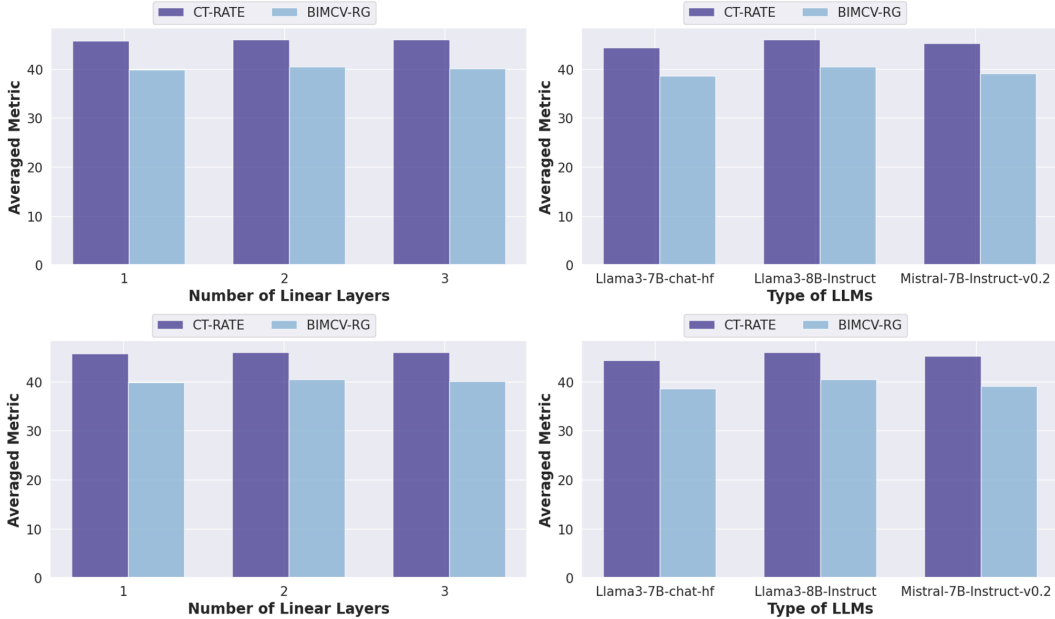 CT-RATE BIMCV-RG
Averaged Metric
40
30
20
10
0
1 2 3
Number of Linear Layers
CT-RATE BIMCV-RG
Averaged Metric
40
30
20
10
0
Llama3-7B-chat-hf Llama3-8B-Instruct Mistral-7B-Instruct-v0.2
Type of LLMs
CT-RATE BIMCV-RG
Averaged Metric
40
30
20
10
0
1 2 3
Number of Linear Layers
CT-RATE BIMCV-RG
Averaged Metric
40
30
20
10
0
Llama3-7B-chat-hf Llama3-8B-Instruct Mistral-7B-Instruct-v0.2
Type of LLMs